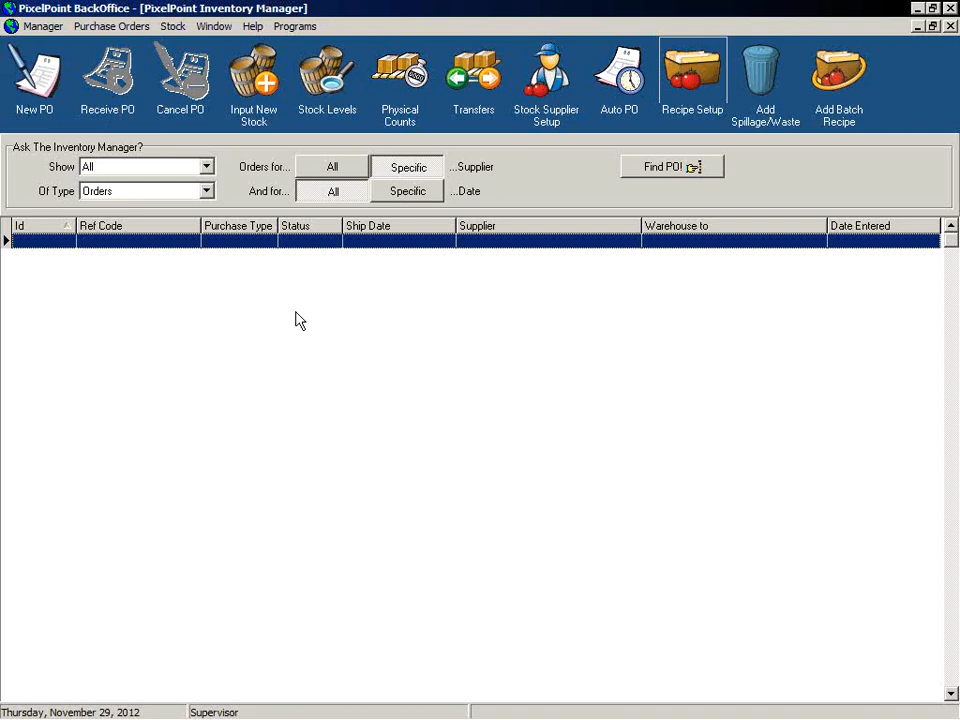 PixelPoint BackOffice - [PixelPoint Inventory Manager]
Manager Purchase Orders Stock Window Help Programs
New PO
Receive PO
Cancel PO
Input New Stock
Stock Levels
Physical Counts
Transfers
Stock Supplier Setup
Auto PO
Recipe Setup
Add Spillage/Waste
Add Batch Recipe
Ask The Inventory Manager?
Show All Orders for... All Specific ...Supplier Find PO!
Of Type Orders And for... All Specific ...Date
Id Ref Code Purchase Type Status Ship Date Supplier Warehouse to Date Entered
Thursday, November 29, 2012 Supervisor